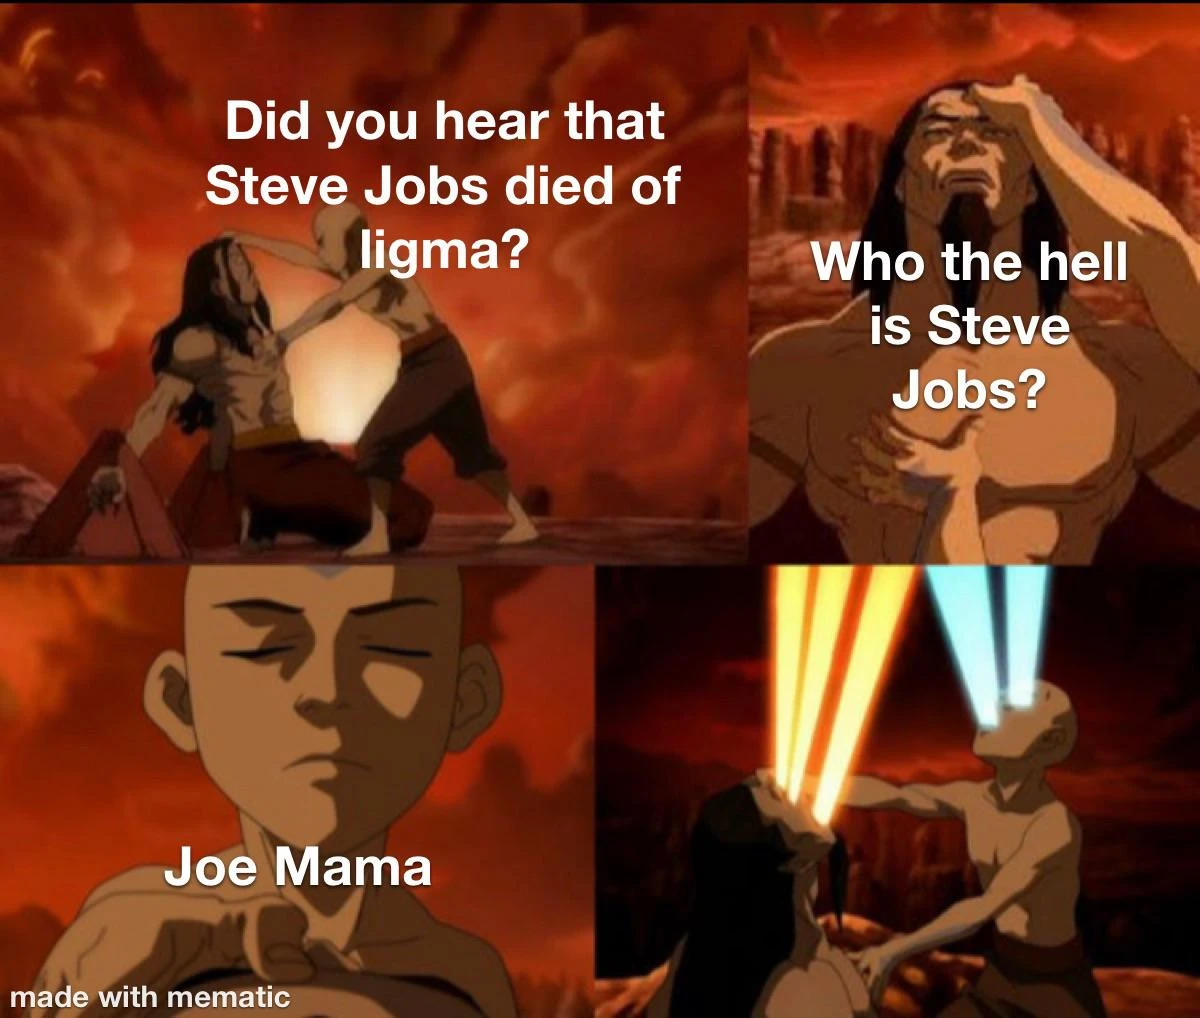 Did you hear that
Steve Jobs died of
ligma?
Who the hell
is Steve
Jobs?
Joe Mama
made with mematic